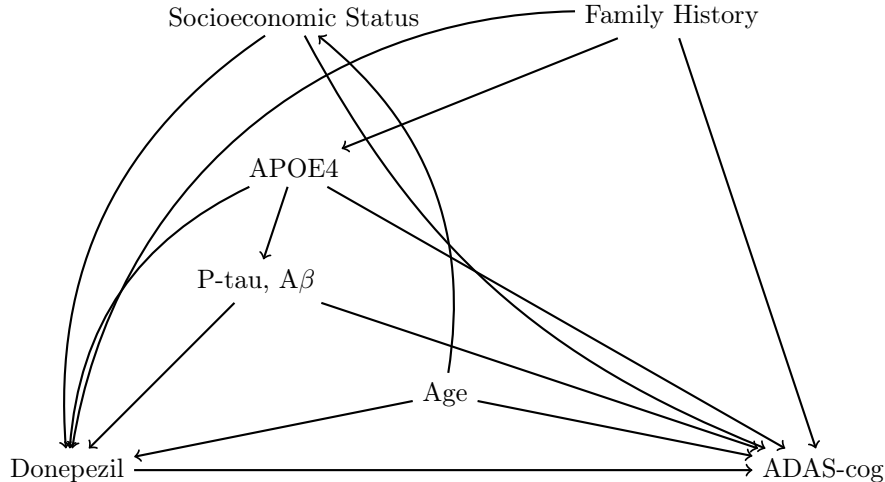 Socioeconomic Status
Family History
APOE4
P-tau, Aβ
Age
Donepezil
ADAS-cog